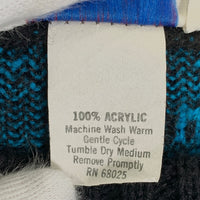 100% ACRYLIC
Machine Wash Warm
Gentle Cycle
Tumble Dry Medium
Remove Promptly
RN 68025